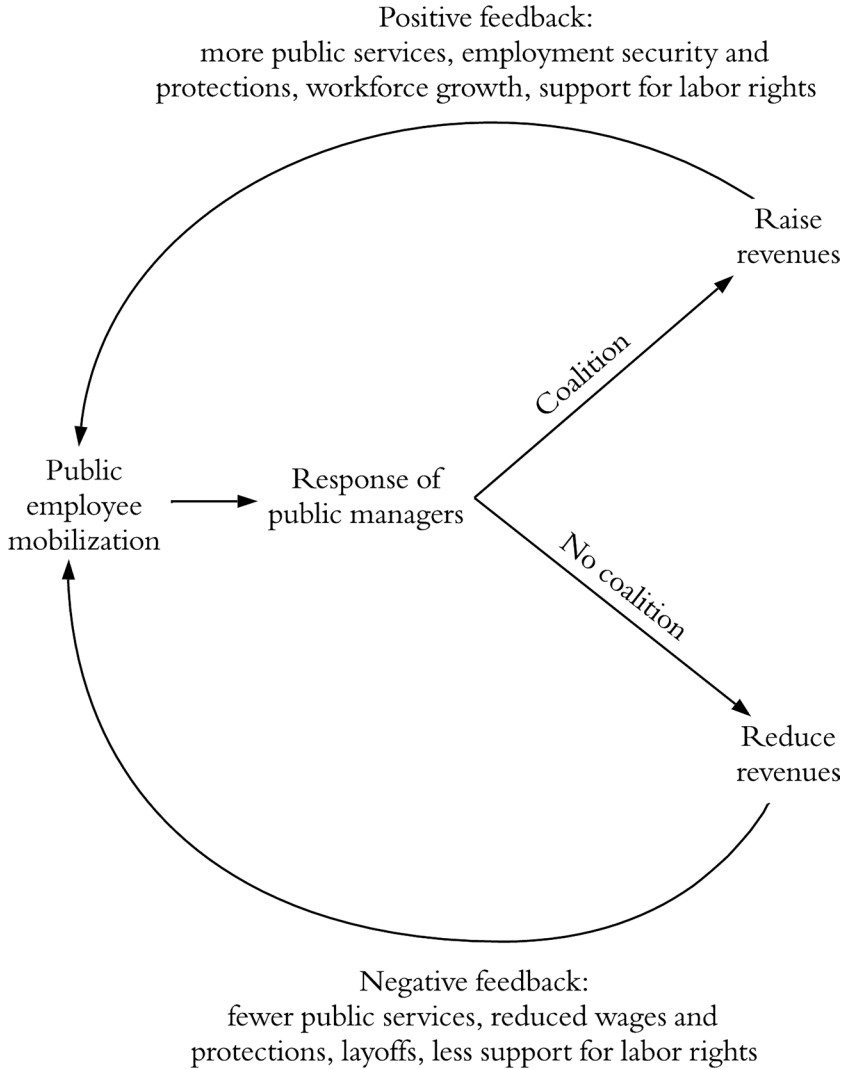 Positive feedback:
more public services, employment security and
protections, workforce growth, support for labor rights
Raise
revenues
Coalition
Public
employee
mobilization
Response of
public managers
No coalition
Reduce
revenues
Negative feedback:
fewer public services, reduced wages and
protections, layoffs, less support for labor rights